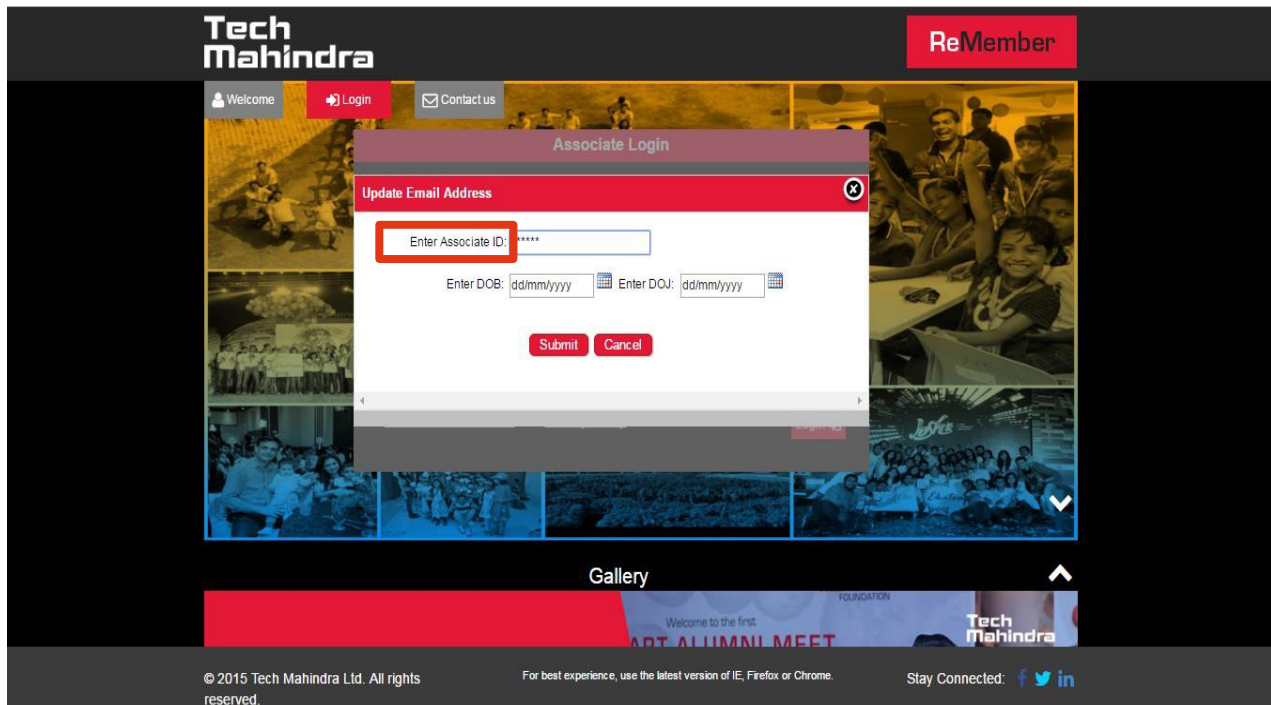 Tech
Mahindra
ReMember
Welcome
Login
Contact us
Associate Login
Update Email Address
Enter Associate ID: *****
Enter DOB: dd/mm/yyyy Enter DOJ: dd/mm/yyyy
Submit Cancel
Login
Gallery
FOUNDATION
Welcome to the first
ALUMNI MEET
Tech
Mahindra
© 2015 Tech Mahindra Ltd. All rights
reserved.
For best experience, use the latest version of IE, Firefox or Chrome.
Stay Connected: f in